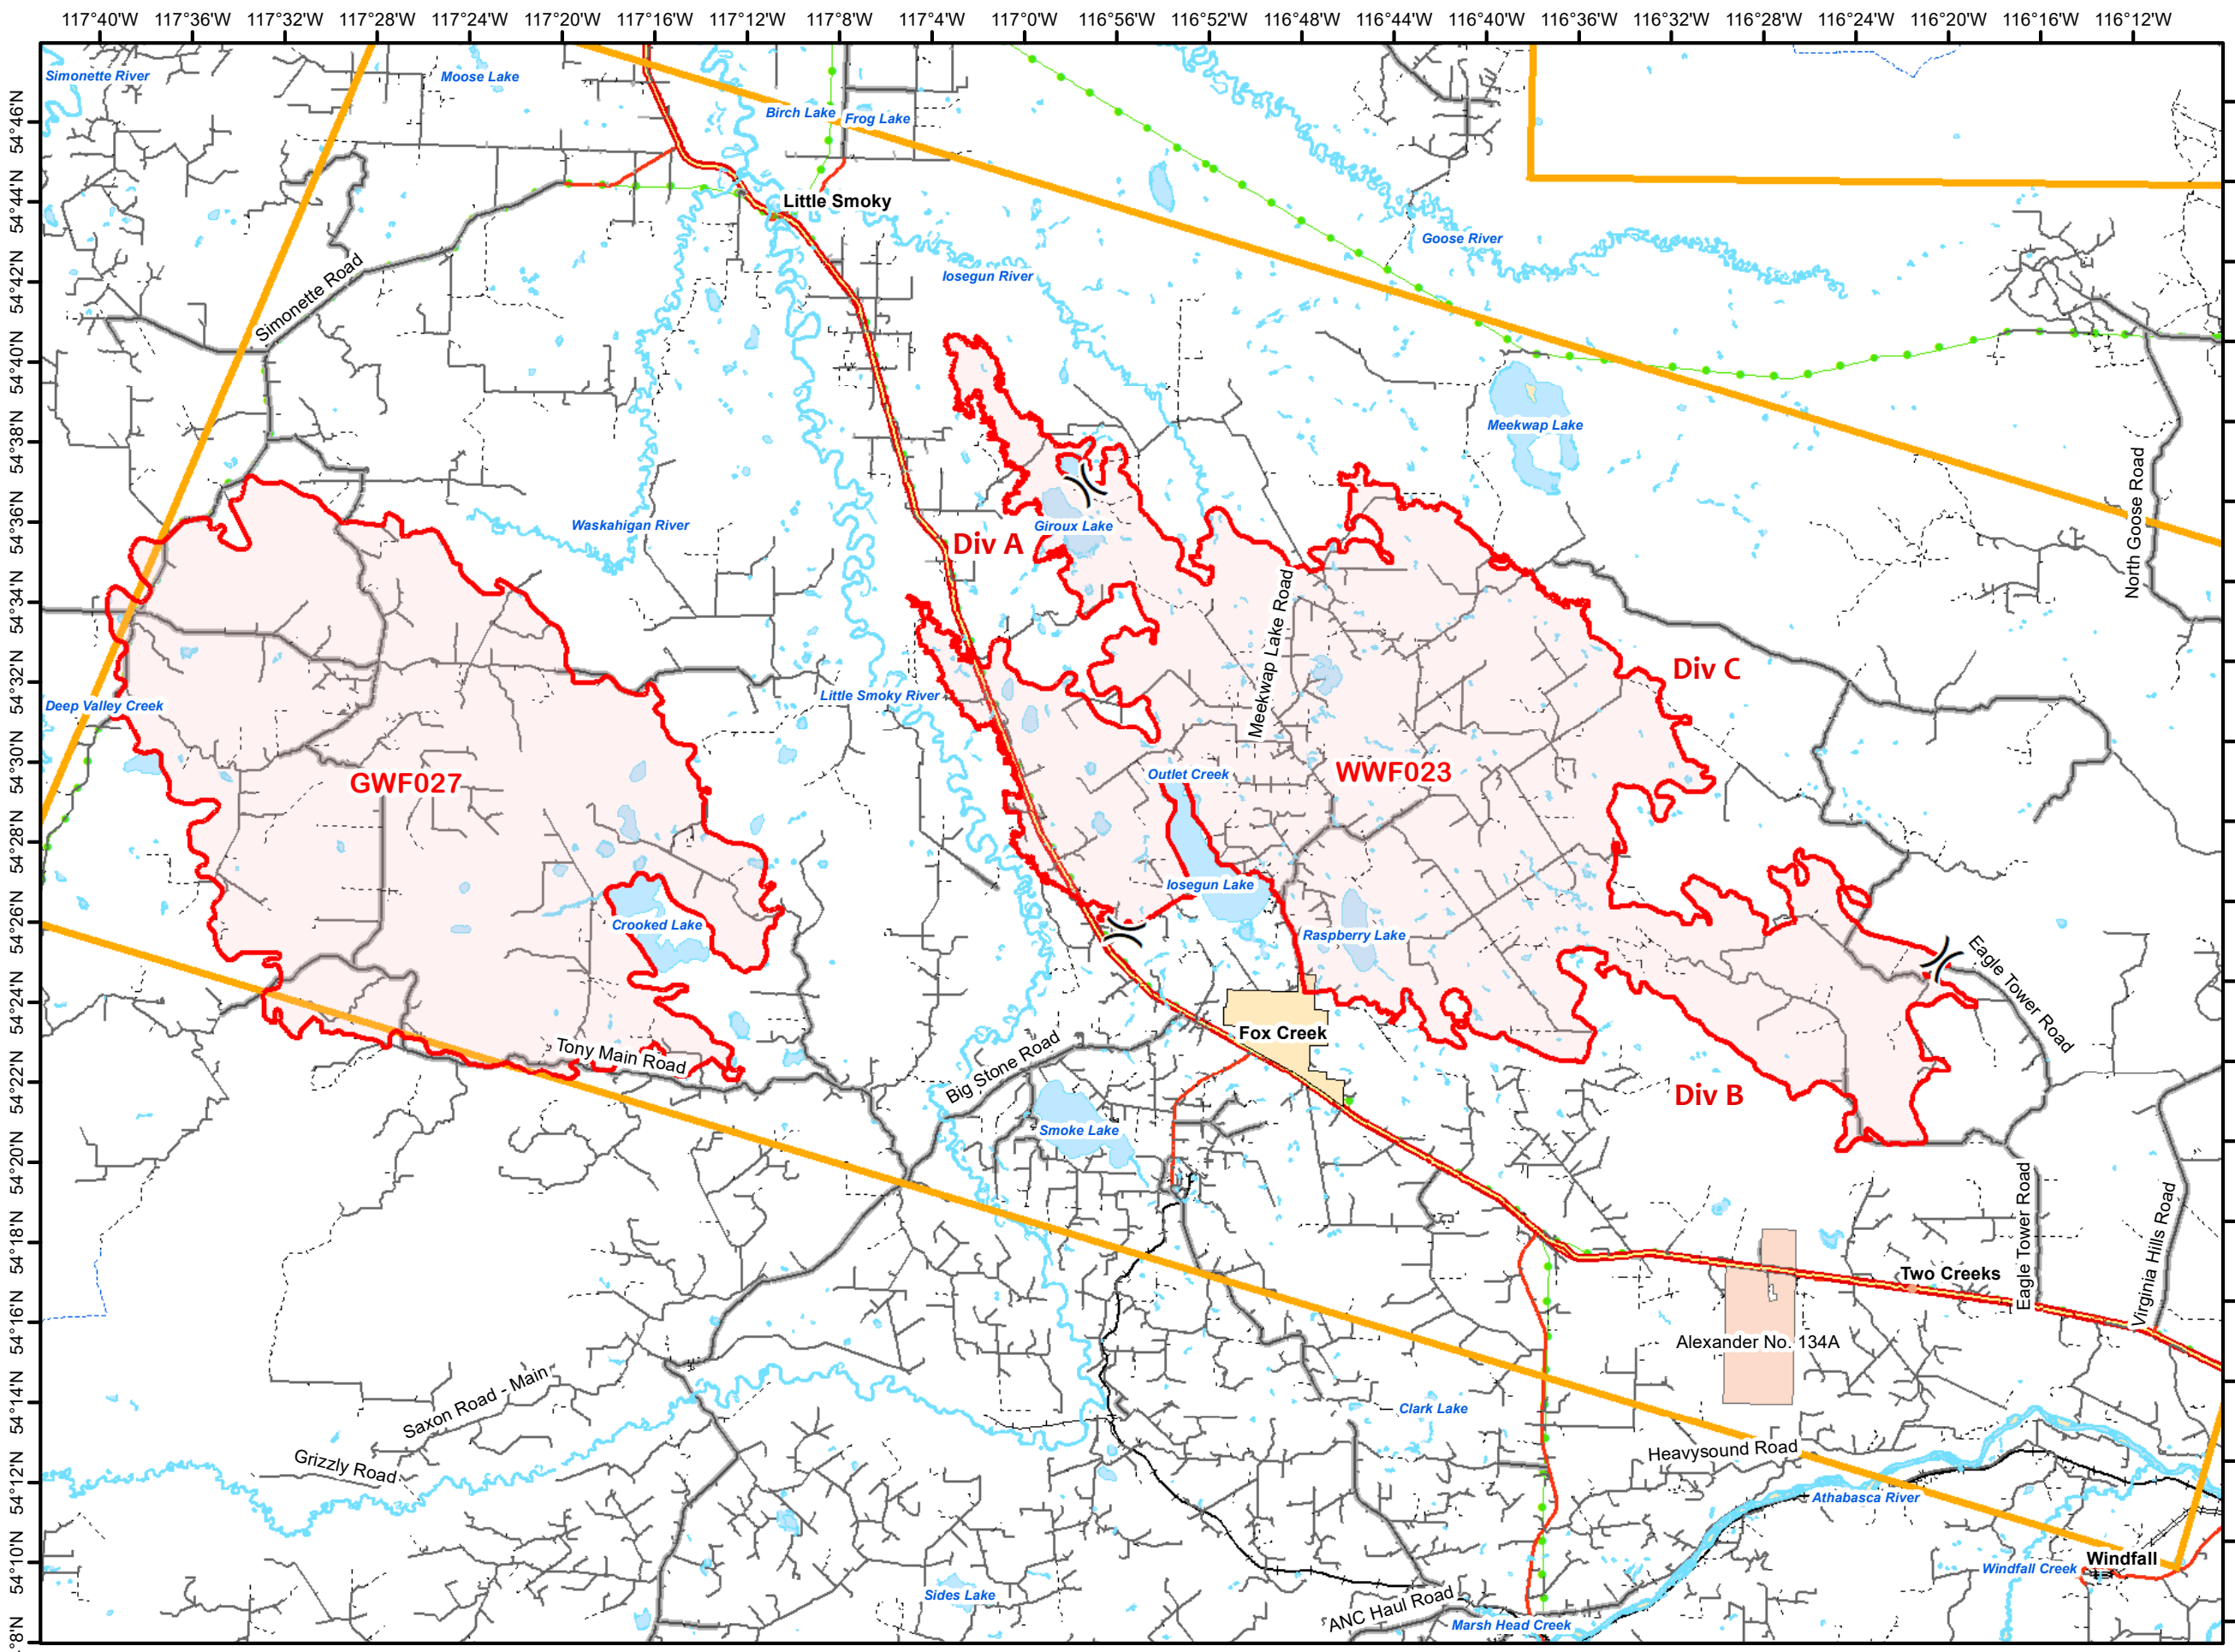 117°40'W 117°36'W 117°32'W 117°28'W 117°24'W 117°20'W 117°16'W 117°12'W 117°8'W 117°4'W 117°0'W 116°56'W 116°52'W 116°48'W 116°44'W 116°40'W 116°36'W 116°32'W 116°28'W 116°24'W 116°20'W 116°16'W 116°12'W
54°46'N
54°44'N
54°42'N
54°40'N
54°38'N
54°36'N
54°34'N
54°32'N
54°30'N
54°28'N
54°26'N
54°24'N
54°22'N
54°20'N
54°18'N
54°16'N
54°14'N
54°12'N
54°10'N
°8'N
Simonette River
Moose Lake
Birch Lake
Frog Lake
Little Smoky
Goose River
Iosegun River
Simonette Road
Meekwap Lake
North Goose Road
Waskahigan River
Giroux Lake
Div A
Meekwap Lake Road
Div C
Little Smoky River
Deep Valley Creek
GWF027
Outlet Creek
WWF023
Iosegun Lake
Crooked Lake
Raspberry Lake
Eagle Tower Road
Fox Creek
Tony Main Road
Big Stone Road
Div B
Smoke Lake
Eagle Tower Road
Virginia Hills Road
Two Creeks
Alexander No. 134A
Saxon Road - Main
Clark Lake
Grizzly Road
Heavysound Road
Athabasca River
Windfall
Windfall Creek
Sides Lake
ANC Haul Road
Marsh Head Creek